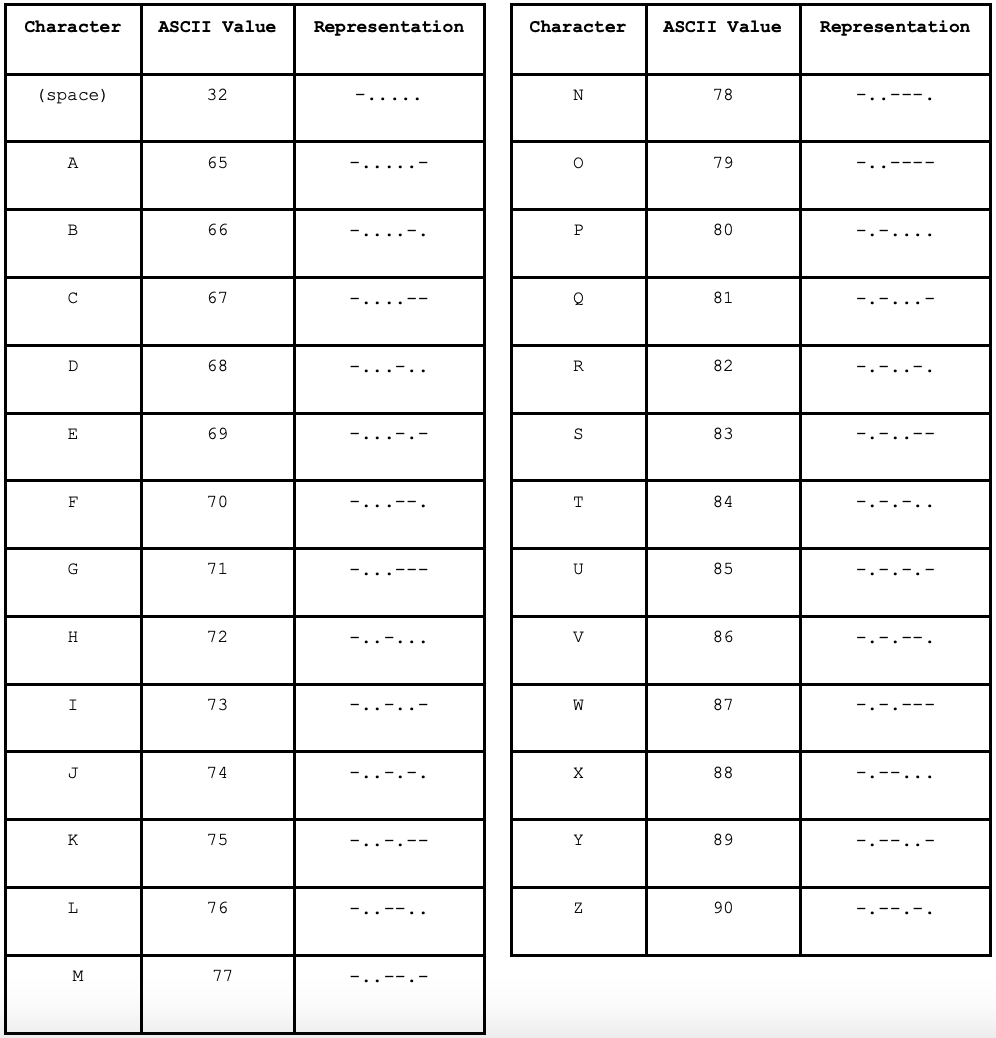 Character ASCII Value Representation
(space) 32 -.....
A 65 -.....-
B 66 -....-.
C 67 -....--
D 68 -...-..
E 69 -...-.-
F 70 -...--.
G 71 -...---
H 72 -..-...
I 73 -..-..-
J 74 -..-.-.
K 75 -..-.--
L 76 -..--..
M 77 -..--.-
Character ASCII Value Representation
N 78 -..---.
O 79 -..----
P 80 -.-....
Q 81 -.-...-
R 82 -.-..-.
S 83 -.-..--
T 84 -.-.-..
U 85 -.-.-.-
V 86 -.-.--.
W 87 -.-.---
X 88 -.--...
Y 89 -.--..-
Z 90 -.--.-.